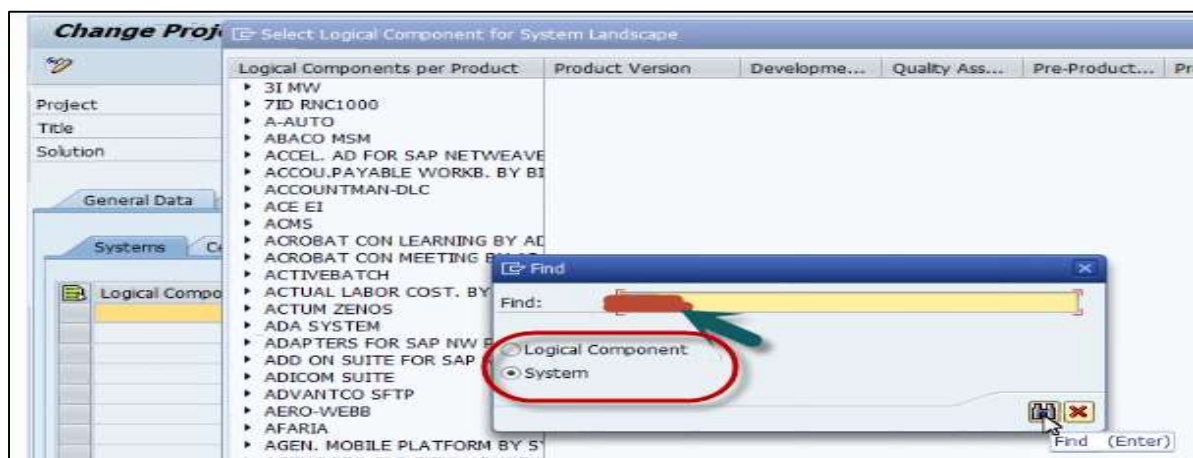 Change Proj
Select Logical Component for System Landscape
Logical Components per Product Product Version Developme... Quality Ass... Pre-Product... Pr
Project
Title
Solution
General Data
Systems
Logical Compo
3I MW
7ID RNC1000
A-AUTO
ABACO MSM
ACCEL. AD FOR SAP NETWEAVE
ACCOU.PAYABLE WORKB. BY BI
ACCOUNTMAN-DLC
ACE EI
ACMS
ACROBAT CON LEARNING BY AD
ACROBAT CON MEETING
ACTIVEBATCH
ACTUAL LABOR COST. BY
ACTUM ZENOS
ADA SYSTEM
ADAPTERS FOR SAP NW
ADD ON SUITE FOR SAP
ADICOM SUITE
ADVANTCO SFTP
AERO-WEBB
AFARIA
AGEN. MOBILE PLATFORM BY
Find
Find:
Logical Component
System
Find (Enter)